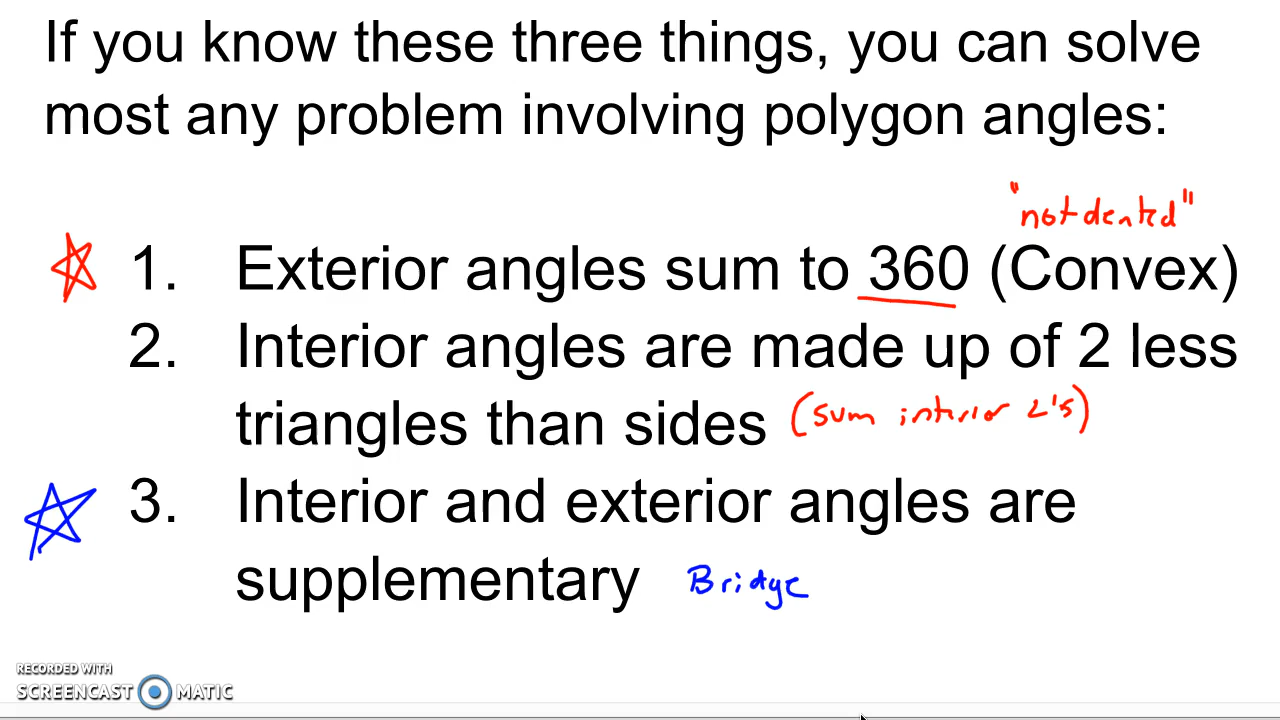 If you know these three things, you can solve
most any problem involving polygon angles:
"not dented"
1. Exterior angles sum to 360 (Convex)
2. Interior angles are made up of 2 less
triangles than sides (sum interior ∠'s)
3. Interior and exterior angles are
supplementary Bridge
RECORDED WITH
SCREENCAST MATIC